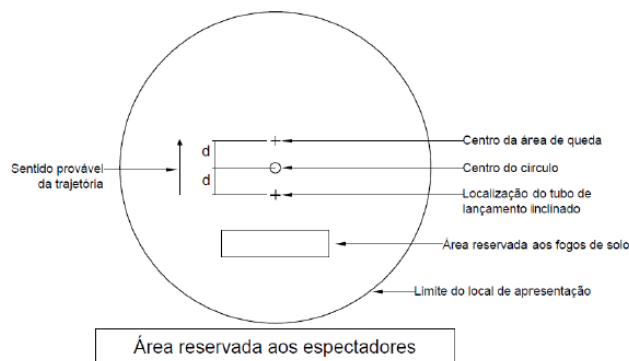 Centro da área de queda
d
Centro do círculo
Sentido provável
da trajetória
d
Localização do tubo de
lançamento inclinado
Área reservada aos fogos de solo
Limite do local de apresentação
Área reservada aos espectadores